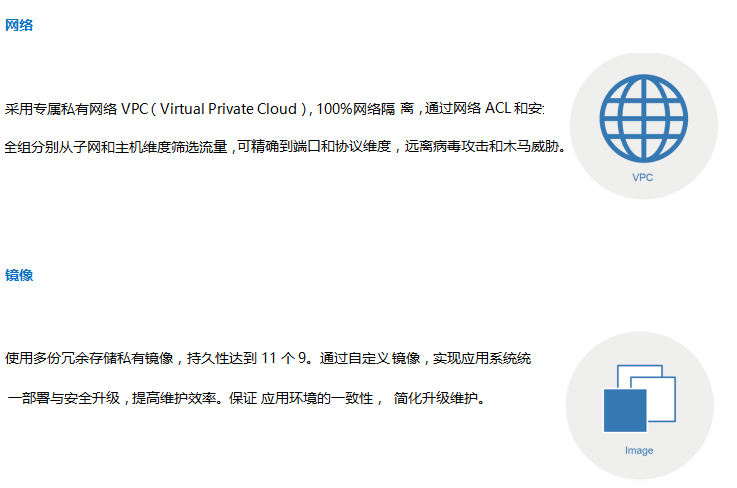 网络
采用专属私有网络 VPC（Virtual Private Cloud），100%网络隔 离，通过网络 ACL 和安
全组分别从子网和主机维度筛选流量，可精确到端口和协议维度，远离病毒攻击和木马威胁。
VPC
镜像
使用多份冗余存储私有镜像，持久性达到 11 个 9。通过自定义镜像，实现应用系统统
一部署与安全升级，提高维护效率。保证 应用环境的一致性， 简化升级维护。
Image